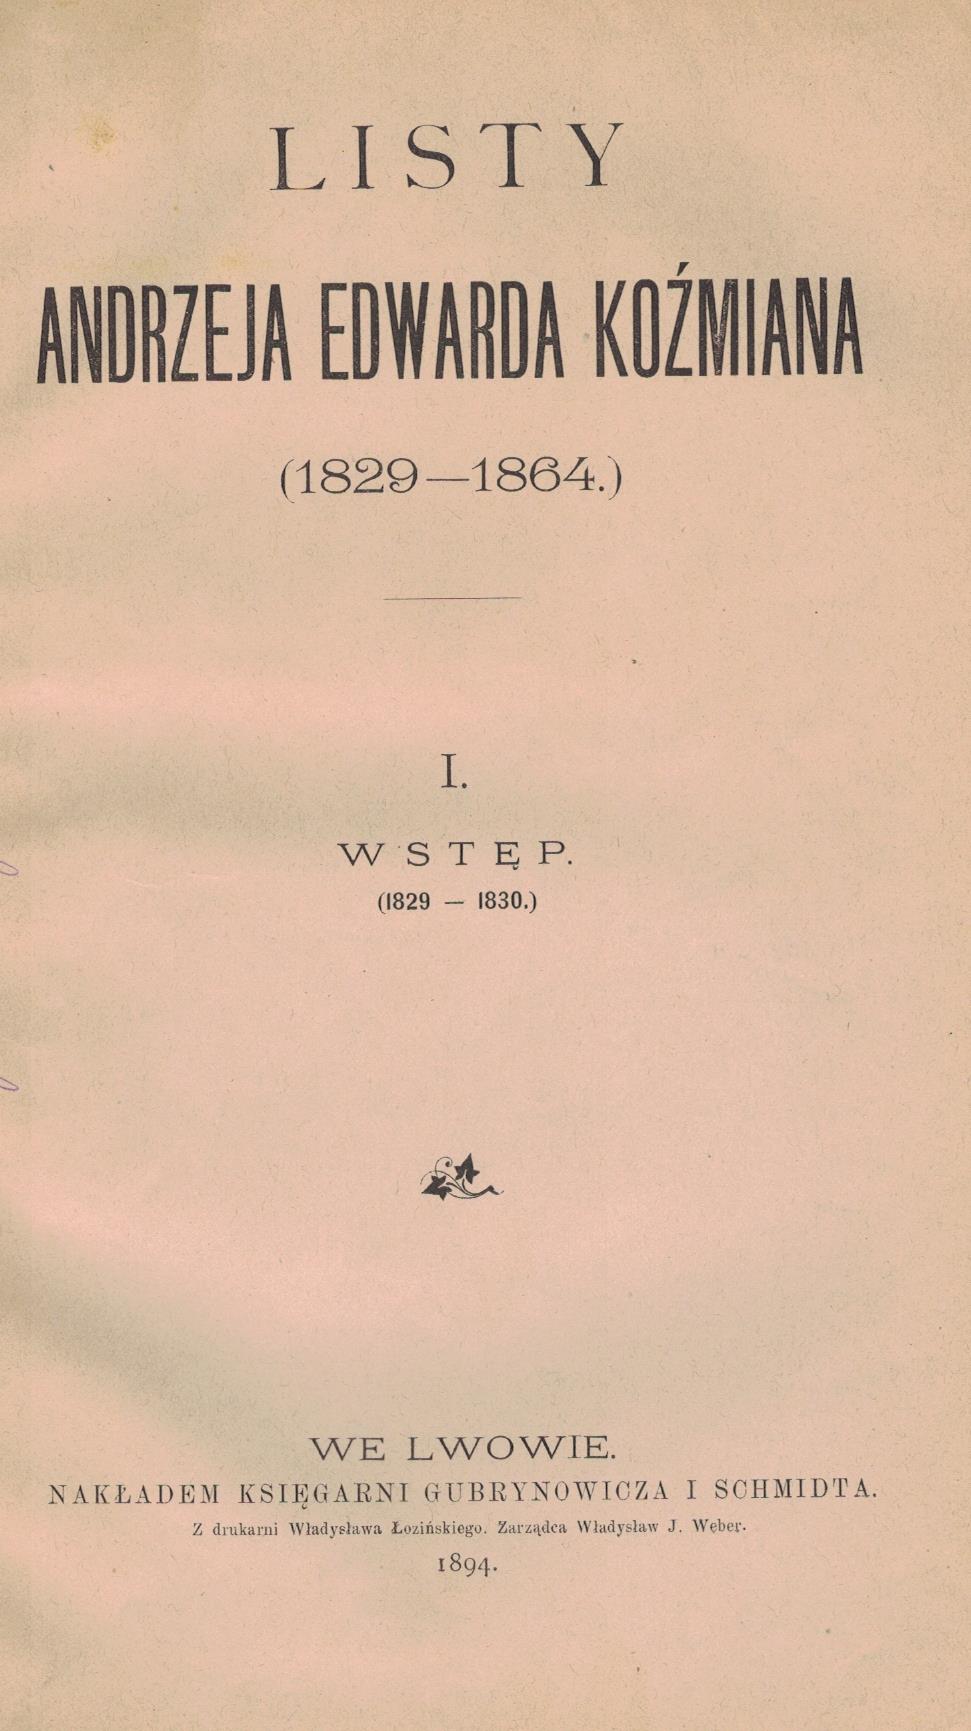 LISTY
ANDRZEJA EDWARDA KOŹMIANA
(1829—1864.)
I.
WSTĘP.
(1829 — 1830.)
WE LWOWIE.
NAKŁADEM KSIĘGARNI GUBRYNOWICZA I SCHMIDTA.
Z drukarni Władysława Łozińskiego. Zarządca Władysław J. Weber.
1894.